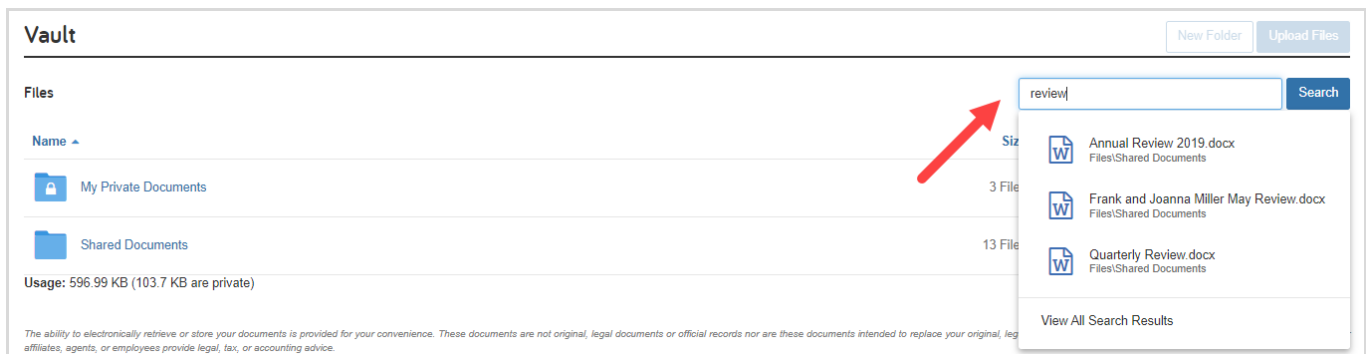 Vault
New Folder
Upload Files
Files
review
Search
Name
Siz
Annual Review 2019.docx
Files\Shared Documents
My Private Documents
3 File
Frank and Joanna Miller May Review.docx
Files\Shared Documents
Shared Documents
13 File
Quarterly Review.docx
Files\Shared Documents
Usage: 596.99 KB (103.7 KB are private)
View All Search Results
The ability to electronically retrieve or store your documents is provided for your convenience. These documents are not original, legal documents or official records nor are these documents intended to replace your original, leg
affiliates, agents, or employees provide legal, tax, or accounting advice.